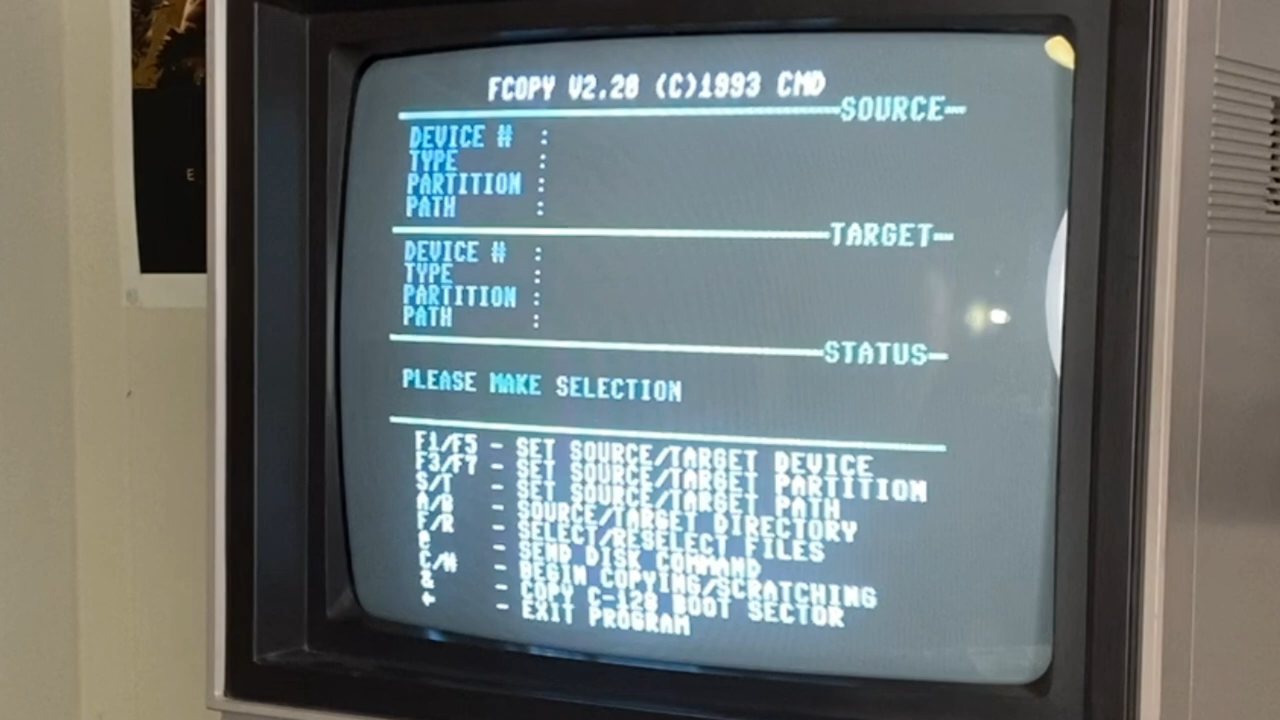 FCOPY V2.20 (C)1993 CMD
SOURCE
DEVICE # :
TYPE :
PARTITION :
PATH :
TARGET
DEVICE # :
TYPE :
PARTITION :
PATH :
STATUS
PLEASE MAKE SELECTION
F1/F5 - SET SOURCE/TARGET DEVICE
F3/F7 - SET SOURCE/TARGET PARTITION
S/T - SET SOURCE/TARGET PATH
A/B - SOURCE/TARGET DIRECTORY
F/R - SELECT/RESELECT FILES
@ - SEND DISK COMMAND
C/H - BEGIN COPYING/SCRATCHING
& - COPY C-128 BOOT SECTOR
← - EXIT PROGRAM
E